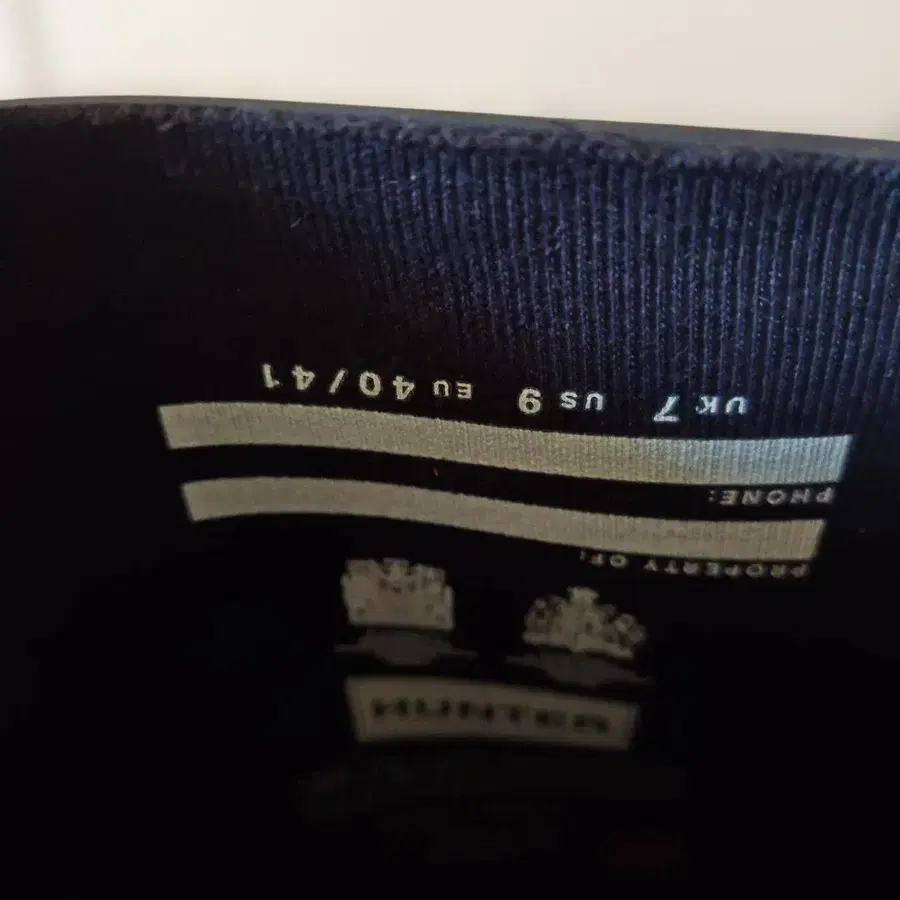 HUNTER
PROPERTY OF:
PHONE:
UK 7 US 9 EU 40/41